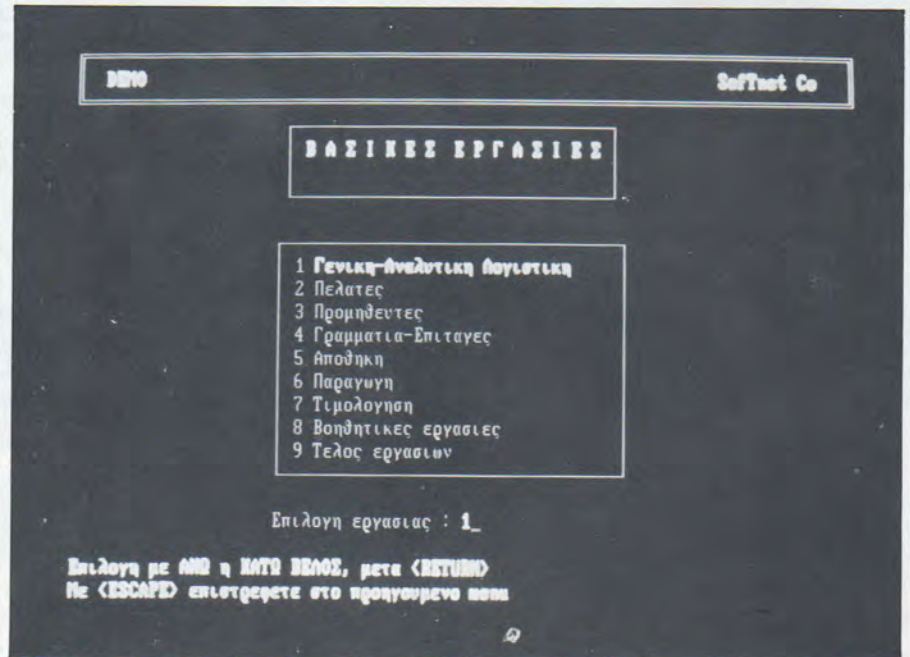 DEMO SofTnet Co
ΒΑΣΙΚΕΣ ΕΡΓΑΣΙΕΣ
1 Γενικη-Αναλυτικη Λογιστικη
2 Πελατες
3 Προμηθευτες
4 Γραμματια-Επιταγες
5 Αποθηκη
6 Παραγωγη
7 Τιμολογηση
8 Βοηθητικες εργασιες
9 Τελος εργασιων
Επιλογη εργασιας : 1_
Επιλογη με ΑΝΩ η ΚΑΤΩ ΒΕΛΟΣ, μετα <RETURN>
Με <ESCAPE> επιστρεφετε στο προηγουμενο menu